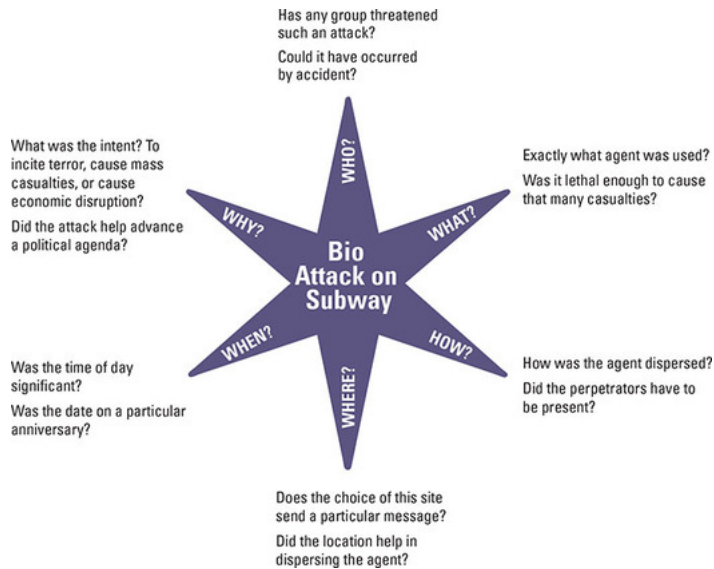 Has any group threatened
such an attack?
Could it have occurred
by accident?
WHO?
What was the intent? To
incite terror, cause mass
casualties, or cause
economic disruption?
Did the attack help advance
a political agenda?
WHY?
Exactly what agent was used?
Was it lethal enough to cause
that many casualties?
WHAT?
Bio
Attack on
Subway
WHEN?
Was the time of day
significant?
Was the date on a particular
anniversary?
HOW?
How was the agent dispersed?
Did the perpetrators have to
be present?
WHERE?
Does the choice of this site
send a particular message?
Did the location help in
dispersing the agent?